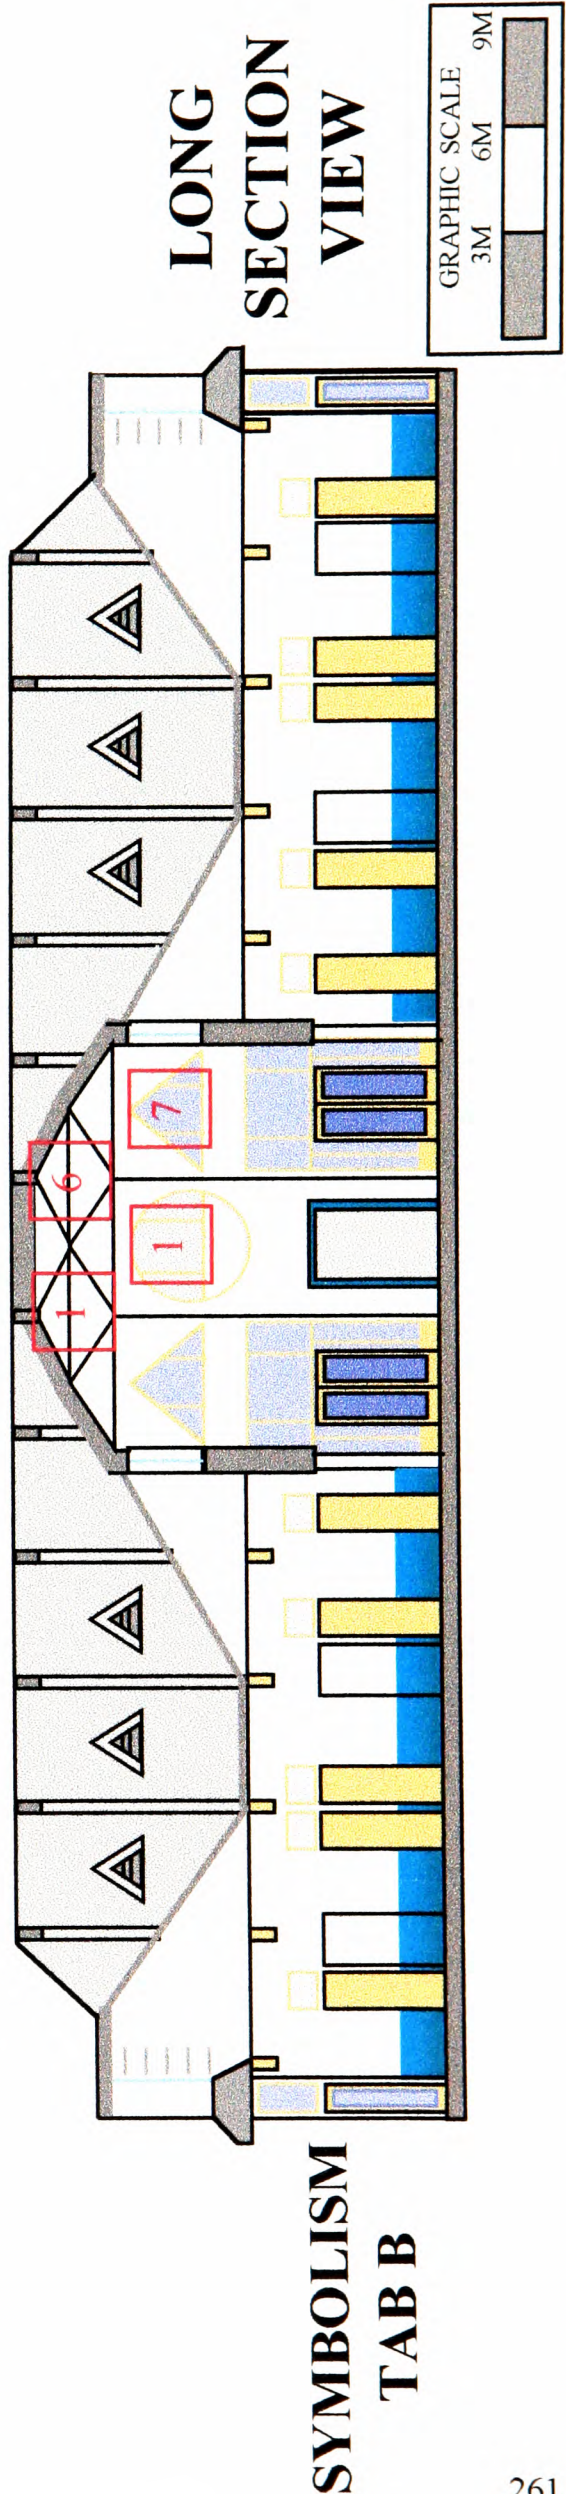 LONG
SECTION
VIEW
GRAPHIC SCALE
3M 6M 9M
6
7
1
1
SYMBOLISM
TAB B
261